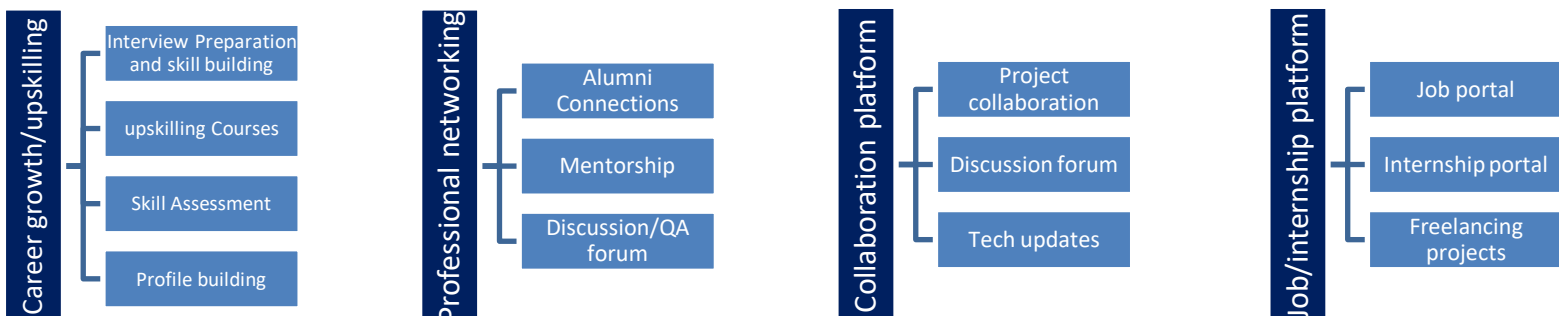 Career growth/upskilling
Interview Preparation
and skill building
upskilling Courses
Skill Assessment
Profile building
Professional networking
Alumni
Connections
Mentorship
Discussion/QA
forum
Collaboration platform
Project
collaboration
Discussion forum
Tech updates
Job/internship platform
Job portal
Internship portal
Freelancing
projects